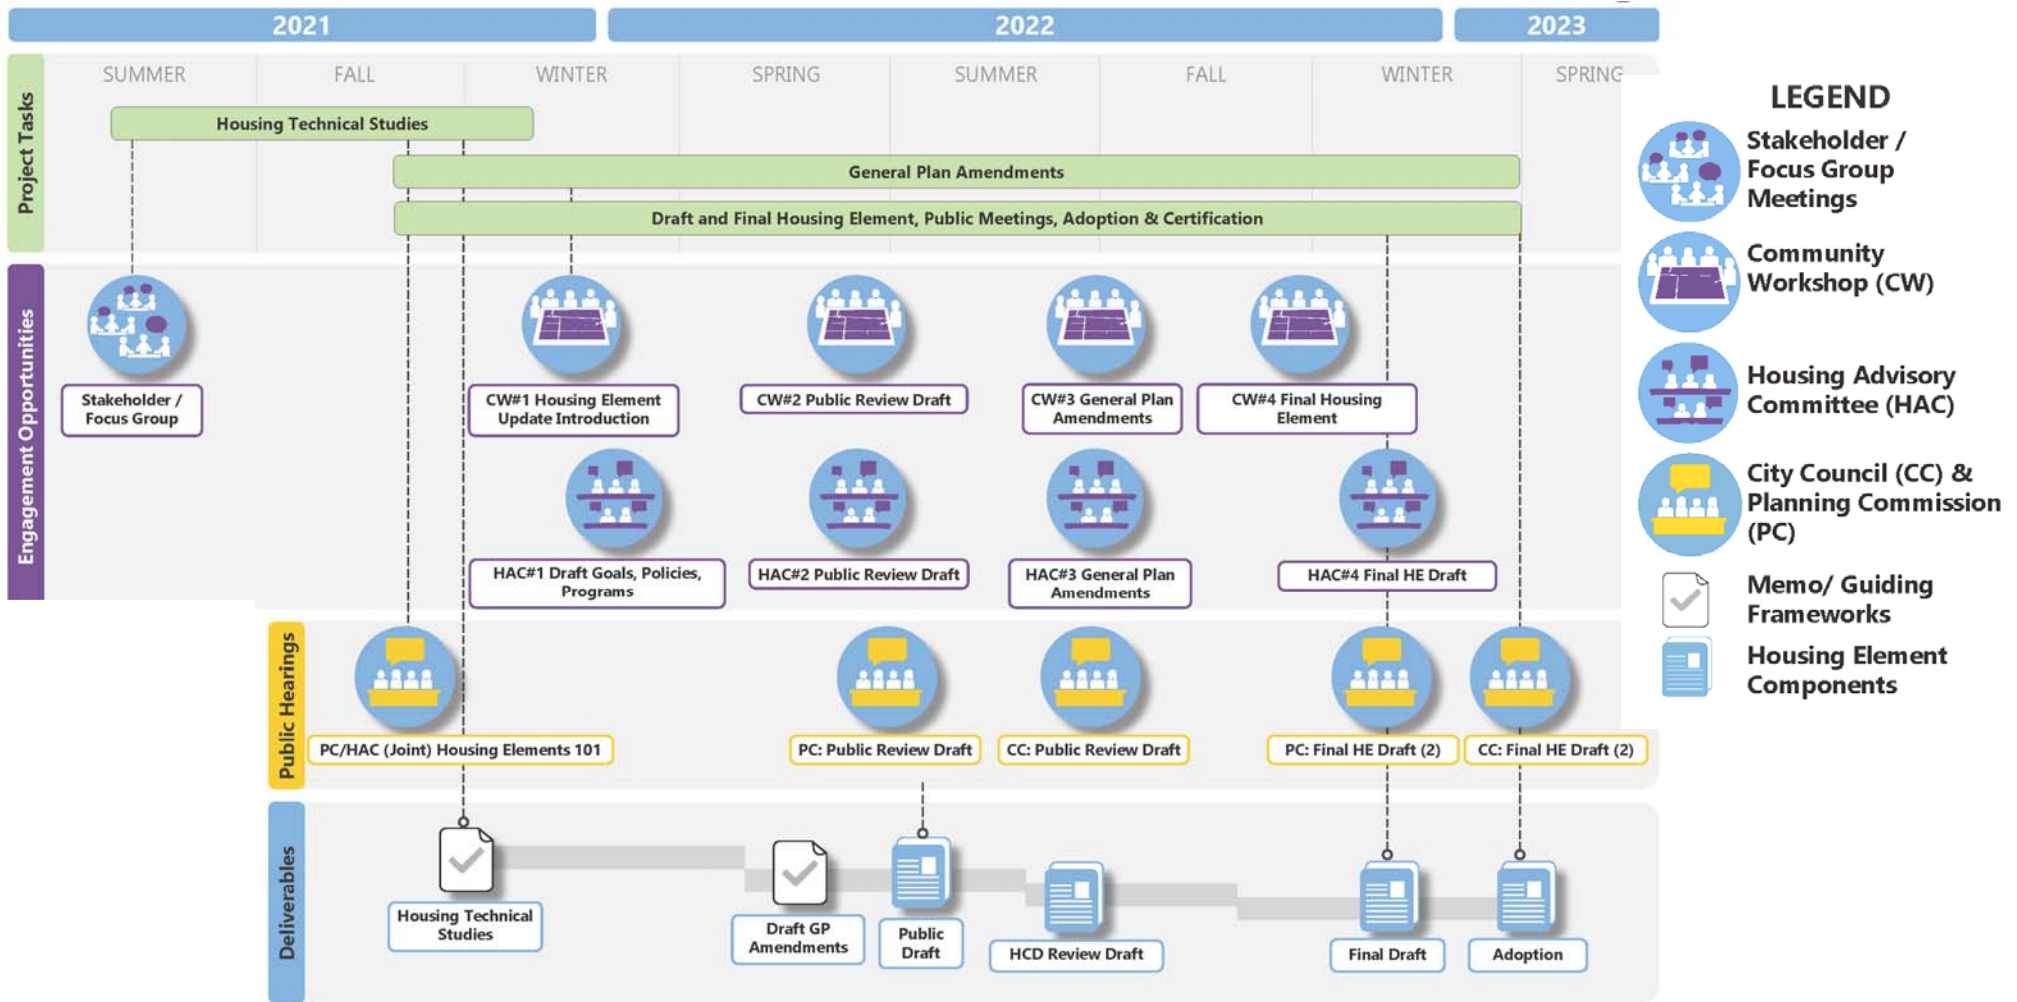 2021
2022
2023
SUMMER
FALL
WINTER
SPRING
SUMMER
FALL
WINTER
SPRING
Project Tasks
Housing Technical Studies
General Plan Amendments
Draft and Final Housing Element, Public Meetings, Adoption & Certification
Engagement Opportunities
Stakeholder /
Focus Group
CW#1 Housing Element
Update Introduction
CW#2 Public Review Draft
CW#3 General Plan
Amendments
CW#4 Final Housing
Element
HAC#1 Draft Goals, Policies,
Programs
HAC#2 Public Review Draft
HAC#3 General Plan
Amendments
HAC#4 Final HE Draft
Public Hearings
PC/HAC (Joint) Housing Elements 101
PC: Public Review Draft
CC: Public Review Draft
PC: Final HE Draft (2)
CC: Final HE Draft (2)
Deliverables
Housing Technical
Studies
Draft GP
Amendments
Public
Draft
HCD Review Draft
Final Draft
Adoption
LEGEND
Stakeholder /
Focus Group
Meetings
Community
Workshop (CW)
Housing Advisory
Committee (HAC)
City Council (CC) &
Planning Commission
(PC)
Memo/ Guiding
Frameworks
Housing Element
Components